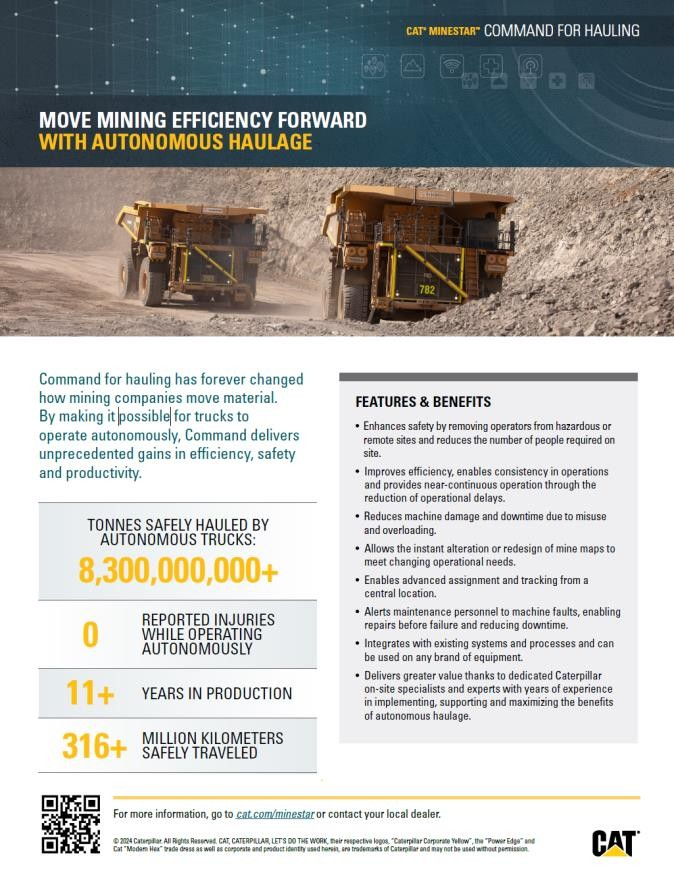 CAT® MINESTAR™ COMMAND FOR HAULING
MOVE MINING EFFICIENCY FORWARD
WITH AUTONOMOUS HAULAGE
782
Command for hauling has forever changed
how mining companies move material.
By making it possible for trucks to
operate autonomously, Command delivers
unprecedented gains in efficiency, safety
and productivity.
TONNES SAFELY HAULED BY
AUTONOMOUS TRUCKS:
8,300,000,000+
0
REPORTED INJURIES
WHILE OPERATING
AUTONOMOUSLY
11+ YEARS IN PRODUCTION
316+
MILLION KILOMETERS
SAFELY TRAVELED
FEATURES & BENEFITS
• Enhances safety by removing operators from hazardous or
remote sites and reduces the number of people required on
site.
• Improves efficiency, enables consistency in operations
and provides near-continuous operation through the
reduction of operational delays.
• Reduces machine damage and downtime due to misuse
and overloading.
• Allows the instant alteration or redesign of mine maps to
meet changing operational needs.
• Enables advanced assignment and tracking from a
central location.
• Alerts maintenance personnel to machine faults, enabling
repairs before failure and reducing downtime.
• Integrates with existing systems and processes and can
be used on any brand of equipment.
• Delivers greater value thanks to dedicated Caterpillar
on-site specialists and experts with years of experience
in implementing, supporting and maximizing the benefits
of autonomous haulage.
For more information, go to cat.com/minestar or contact your local dealer.
© 2024 Caterpillar. All Rights Reserved. CAT, CATERPILLAR, LET'S DO THE WORK, their respective logos, "Caterpillar Corporate Yellow", the "Power Edge" and
Cat "Modern Hex" trade dress as well as corporate and product identity used herein, are trademarks of Caterpillar and may not be used without permission.
CAT®